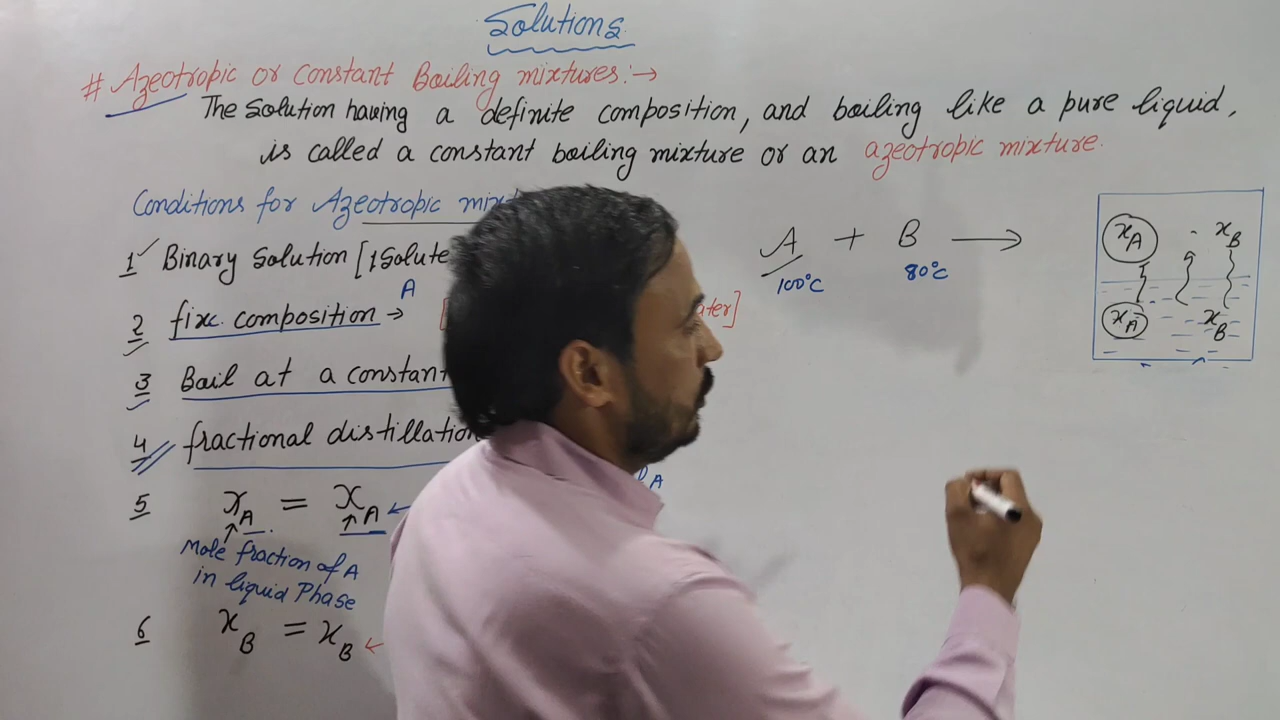 Solutions
# Azeotropic or Constant Boiling mixtures:→
The Solution having a definite composition, and boiling like a pure liquid,
is called a constant boiling mixture or an azeotropic mixture.
Conditions for Azeotropic
1 Binary Solution [1 Solute
2 fix. composition → A
3 Bail at a constant
4 fractional distillation
5 xA = xA ←
Mole fraction of A
in liquid Phase
6 xB = xB ←
A + B →
100°C 80°C
xA xB
xA xB